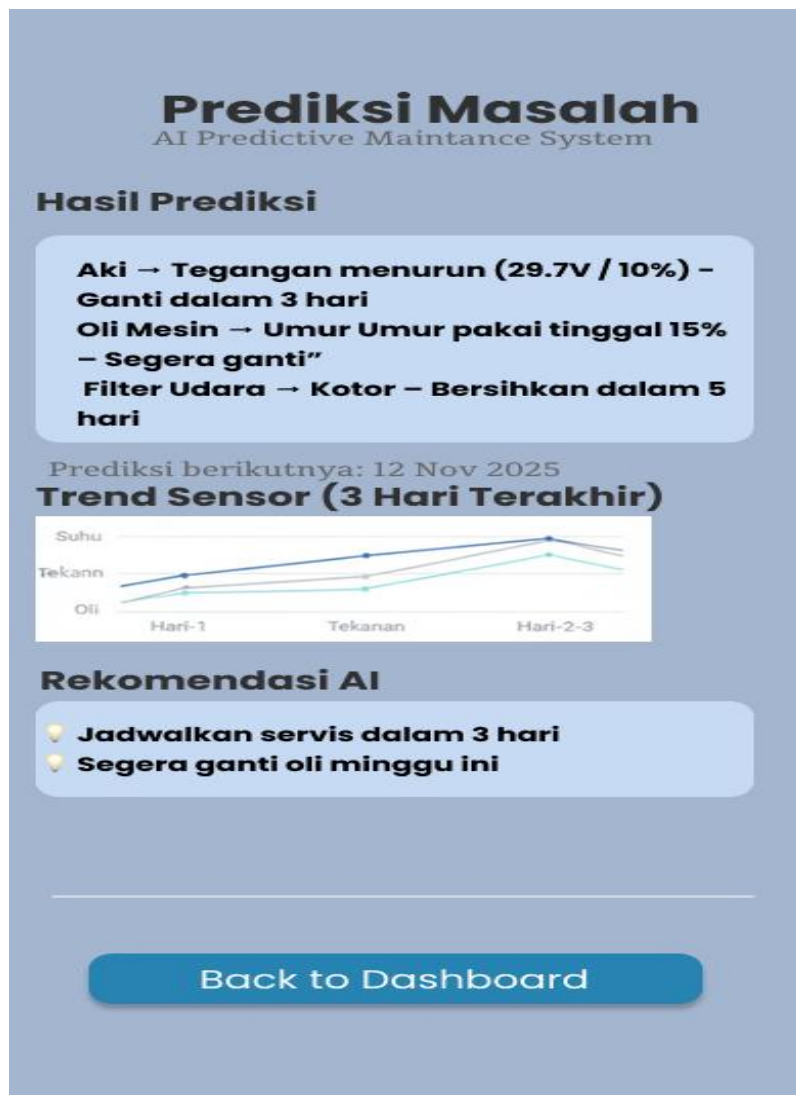 Prediksi Masalah
AI Predictive Maintance System
Hasil Prediksi
Aki → Tegangan menurun (29.7V / 10%) –
Ganti dalam 3 hari
Oli Mesin → Umur Umur pakai tinggal 15%
– Segera ganti”
Filter Udara → Kotor – Bersihkan dalam 5
hari
Prediksi berikutnya: 12 Nov 2025
Trend Sensor (3 Hari Terakhir)
Suhu
Tekann
Oli
Hari-1 Tekanan Hari-2-3
Rekomendasi AI
Jadwalkan servis dalam 3 hari
Segera ganti oli minggu ini
Back to Dashboard